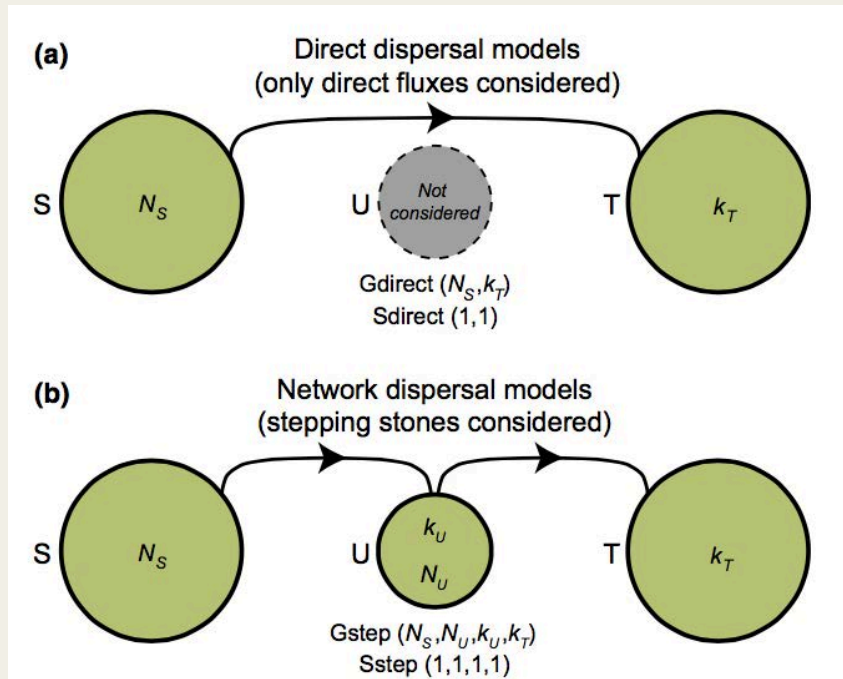 (a)
Direct dispersal models
(only direct fluxes considered)
S
N_S
U
Not
considered
T
k_T
Gdirect (N_S,k_T)
Sdirect (1,1)
(b)
Network dispersal models
(stepping stones considered)
S
N_S
U
k_U
N_U
T
k_T
Gstep (N_S,N_U,k_U,k_T)
Sstep (1,1,1,1)